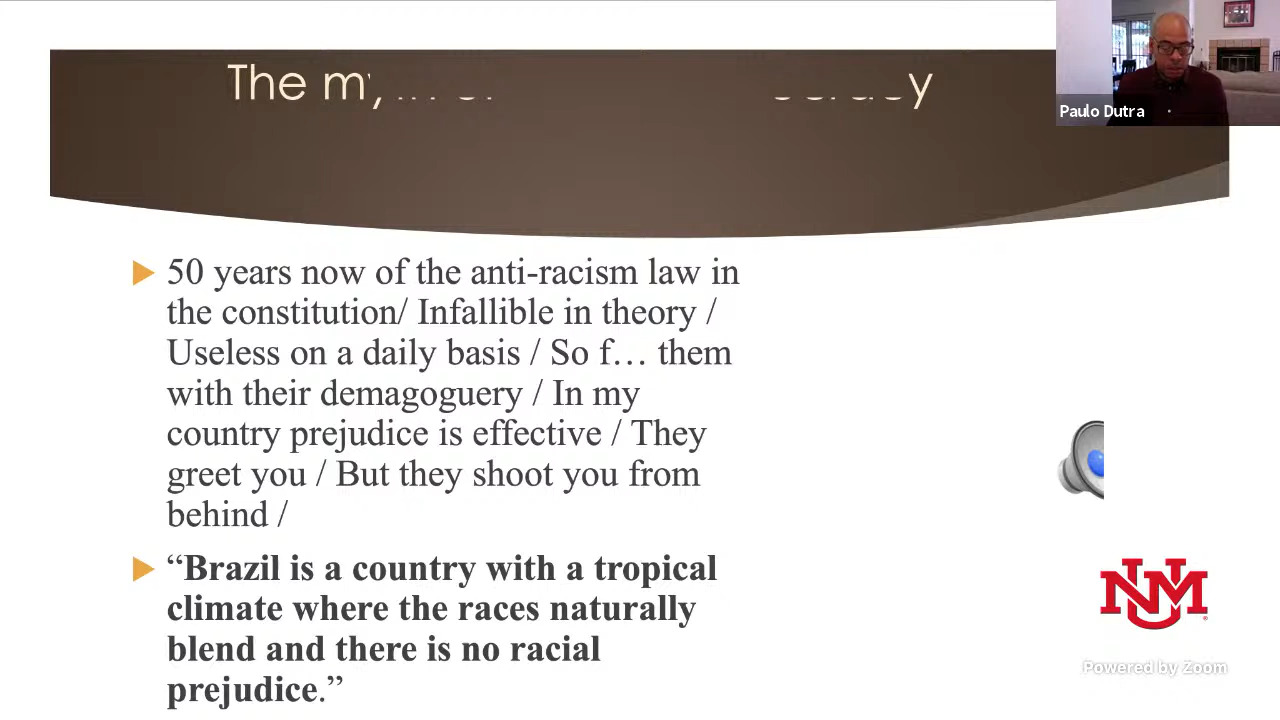 The
Paulo Dutra
50 years now of the anti-racism law in
the constitution/ Infallible in theory /
Useless on a daily basis / So f… them
with their demagoguery / In my
country prejudice is effective / They
greet you / But they shoot you from
behind /
“Brazil is a country with a tropical
climate where the races naturally
blend and there is no racial
prejudice.”
UNM
Powered by Zoom